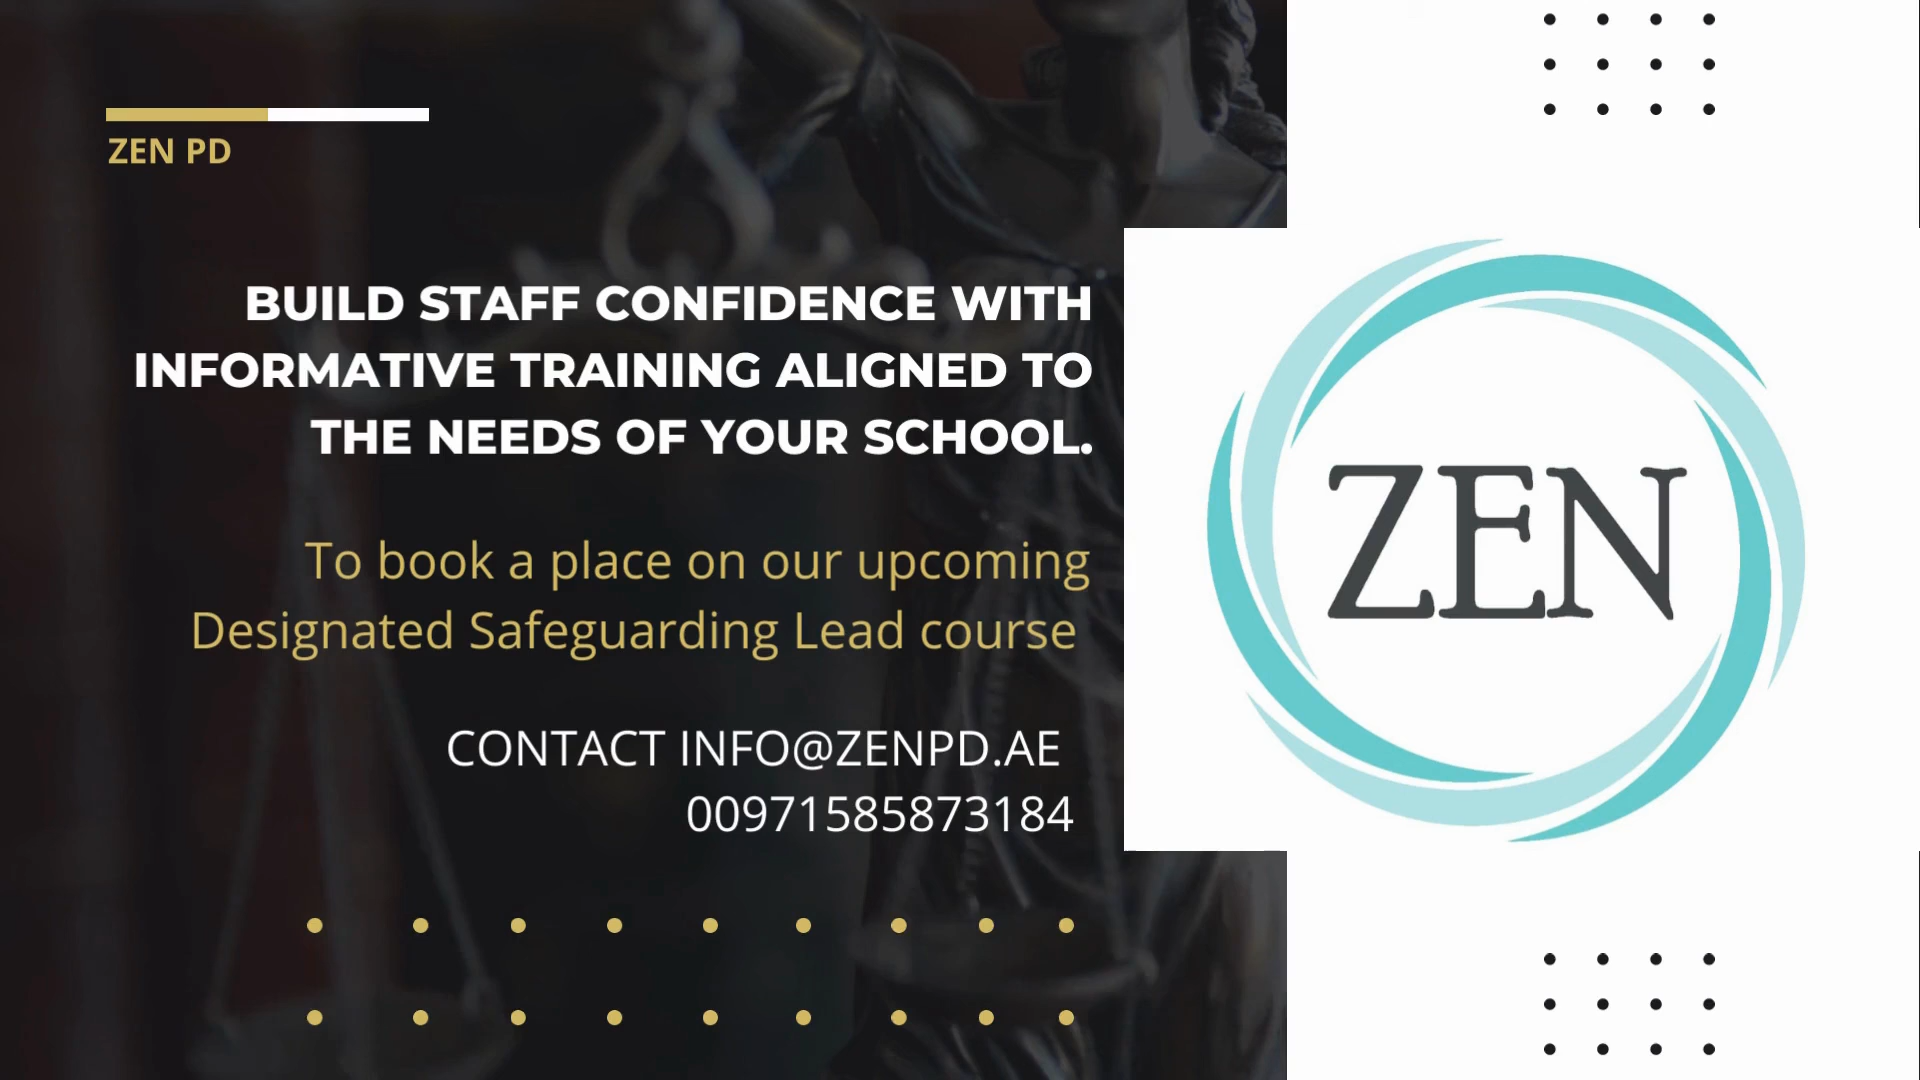 ZEN PD
BUILD STAFF CONFIDENCE WITH
INFORMATIVE TRAINING ALIGNED TO
THE NEEDS OF YOUR SCHOOL.
To book a place on our upcoming
Designated Safeguarding Lead course
CONTACT INFO@ZENPD.AE
00971585873184
ZEN